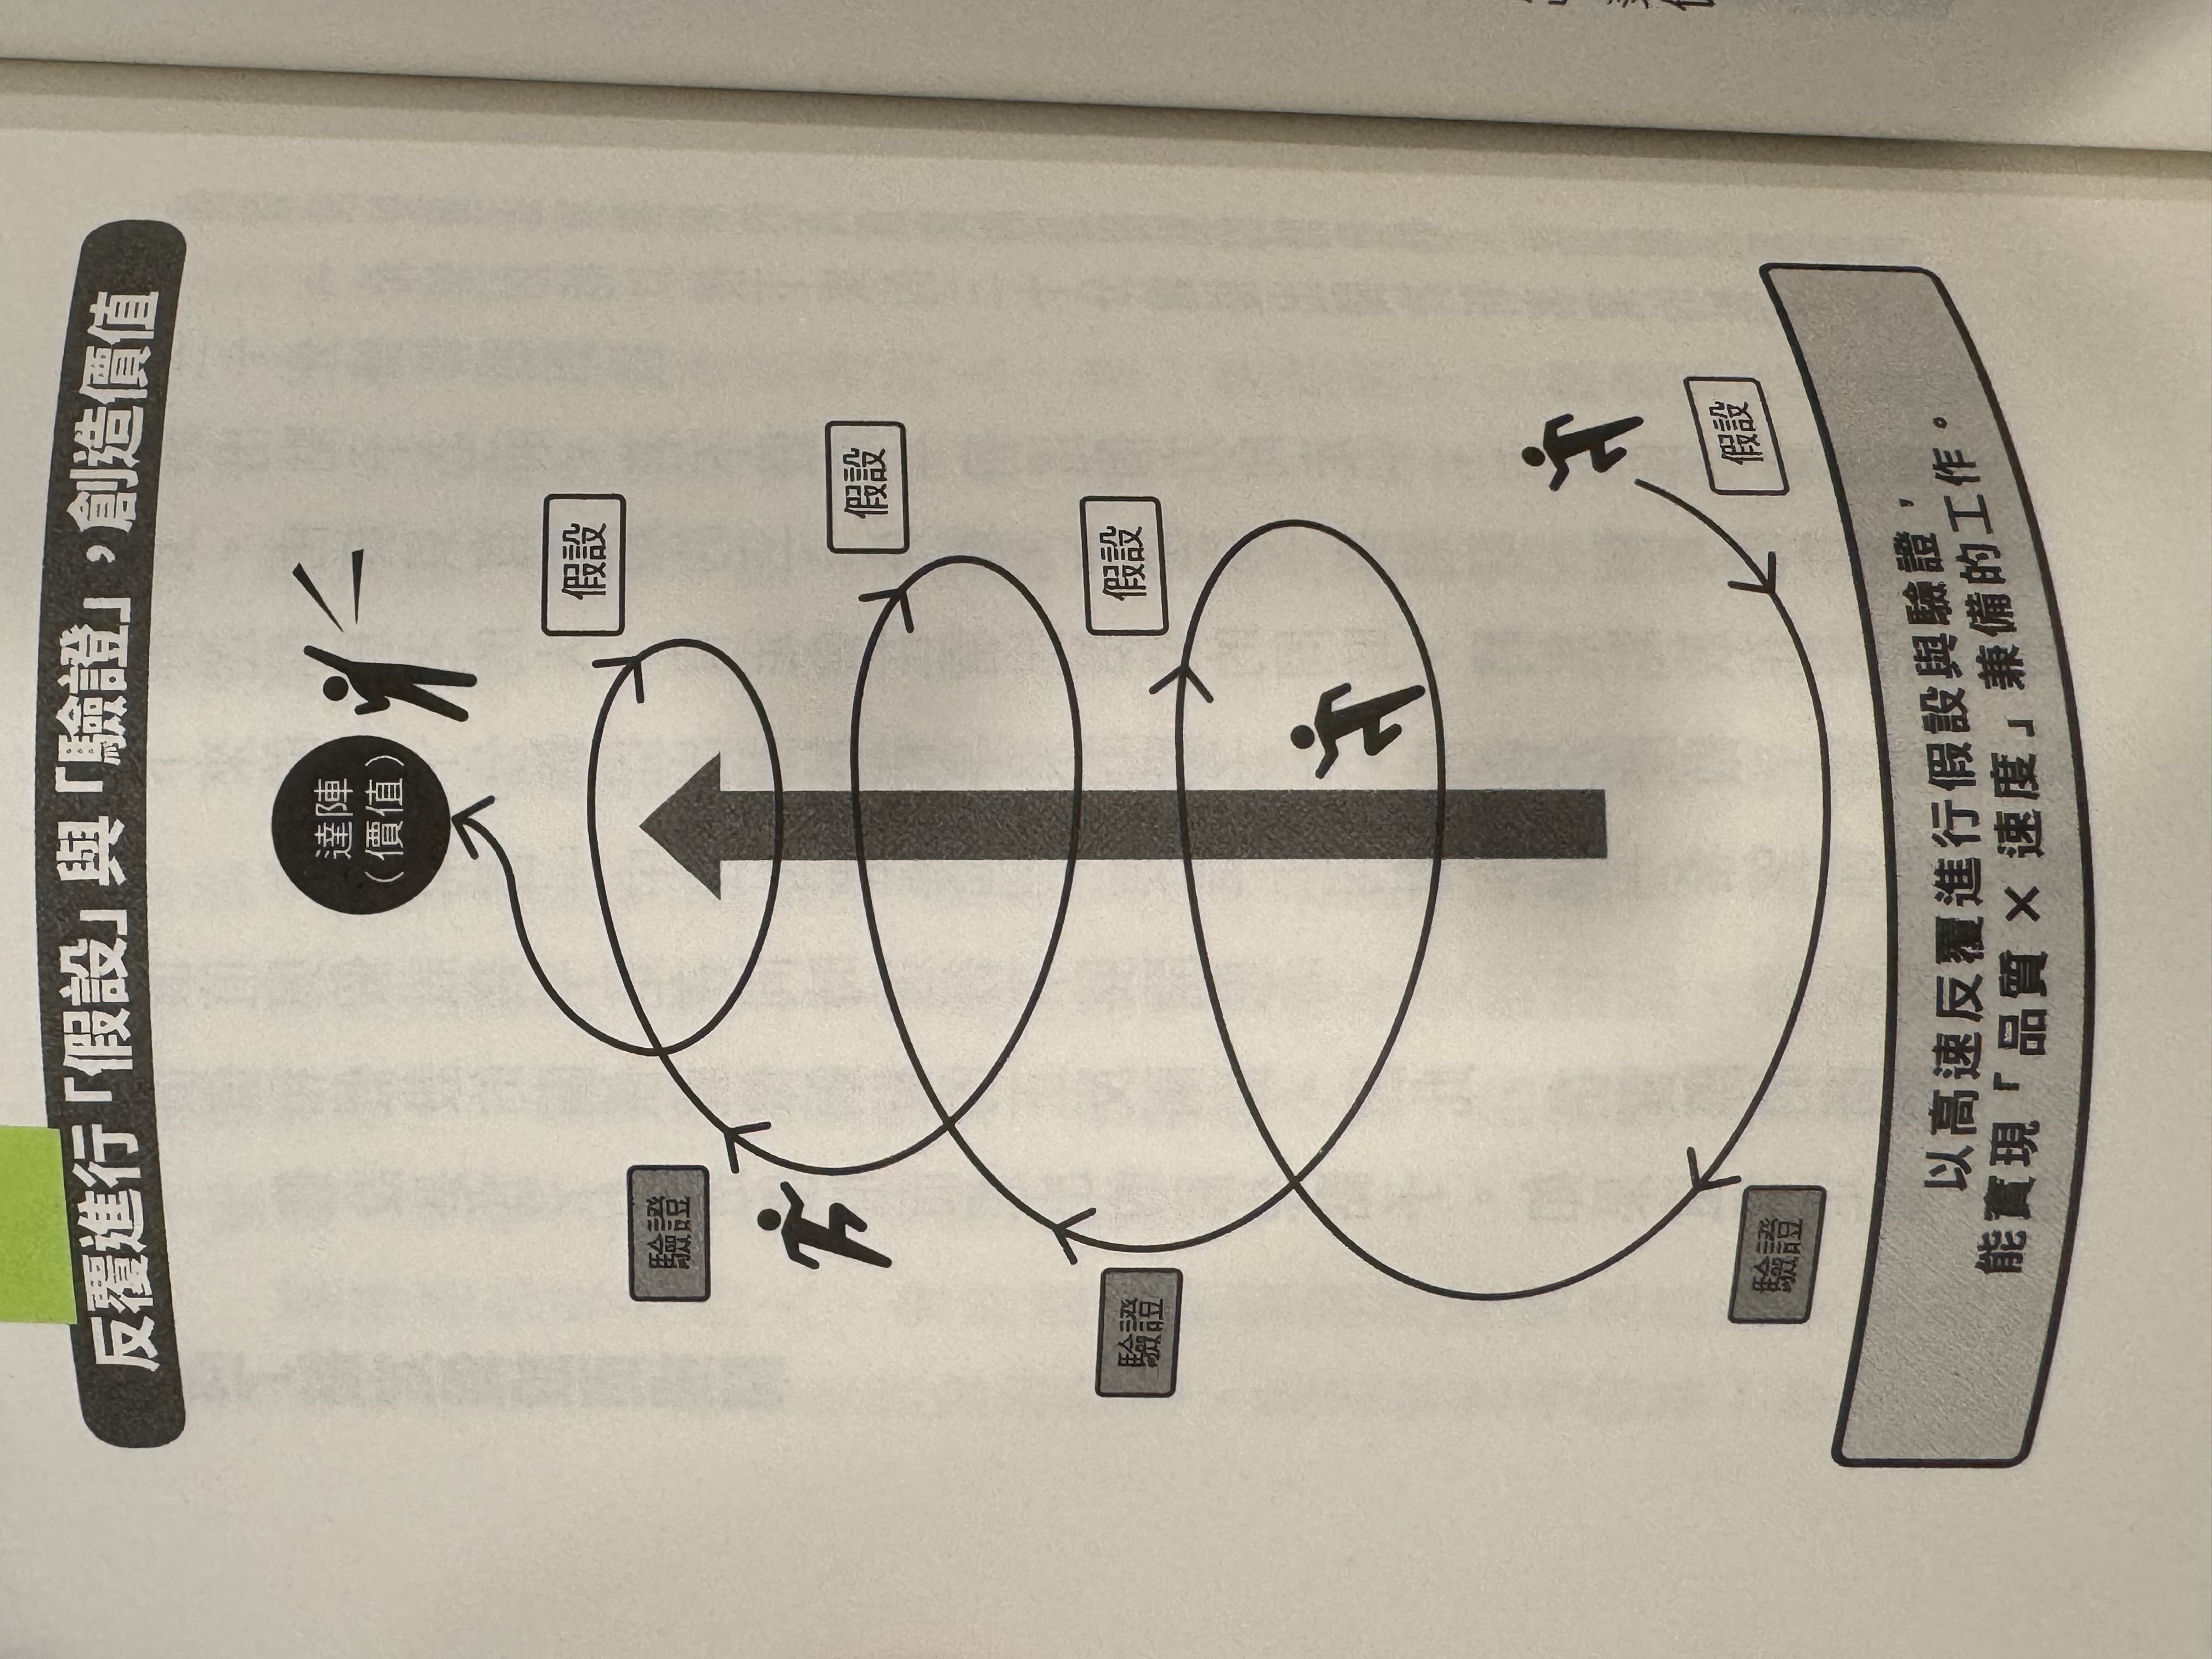 反覆進行「假設」與「驗證」，創造價值
達陣
（價值）
假設
驗證
假設
驗證
假設
假設
驗證
以高速反覆進行假設與驗證，
能實現「品質×速度」兼備的工作。